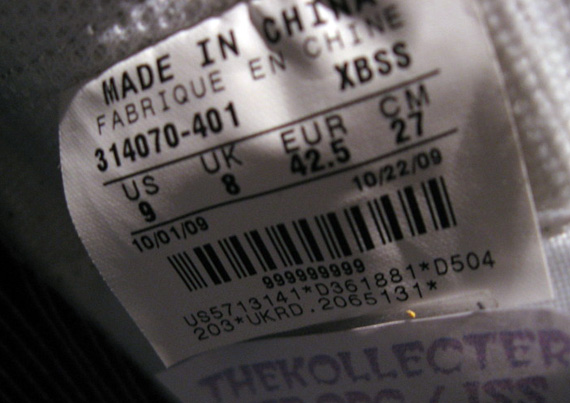 MADE IN CHINA
FABRIQUE EN CHINE
314070-401 XBSS
US UK EUR CM
9 8 42.5 27
10/01/09 10/22/09
999999999
US5713141*D361881*D504
203*UKRD.2065131*
THEKOLLECTER